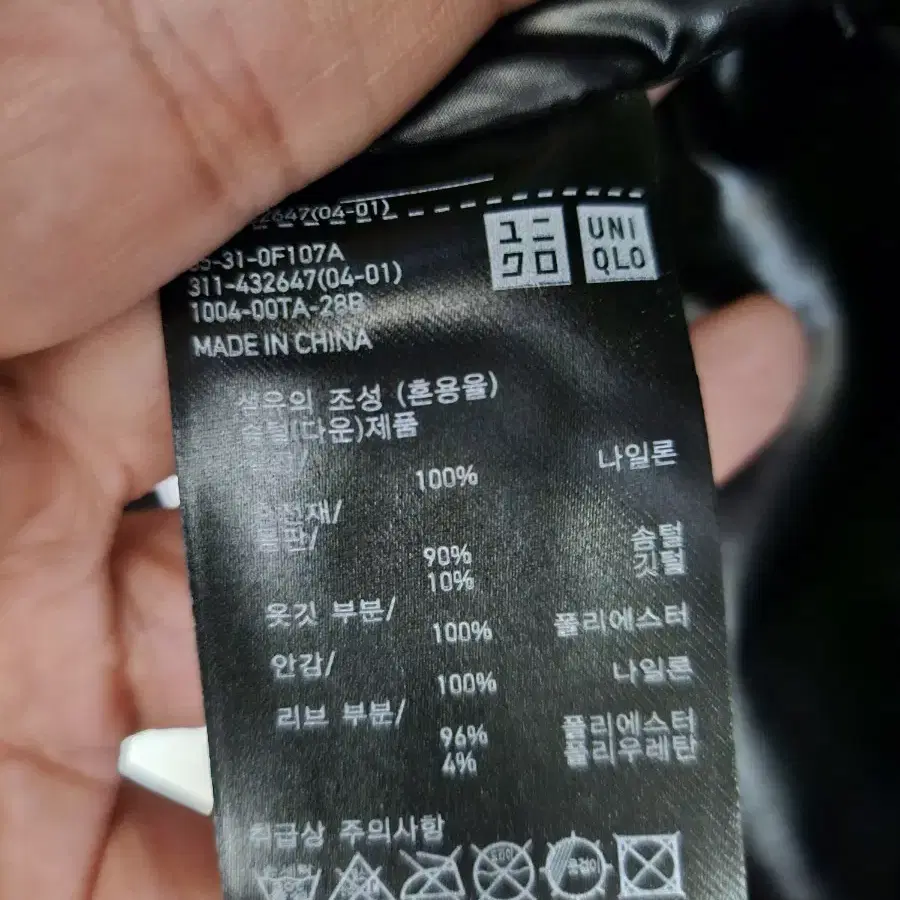 2647(04-01)
ユニ
クロ
UNI
QLO
35-31-0F107A
311-432647(04-01)
1004-00TA-28B
MADE IN CHINA
섬유의 조성 (혼용율)
솜털(다운)제품
100% 나일론
충전재/
몸판/
90% 솜털
10% 깃털
옷깃 부분/
100% 폴리에스터
안감/
100% 나일론
리브 부분/
96% 폴리에스터
4% 폴리우레탄
취급상 주의사항